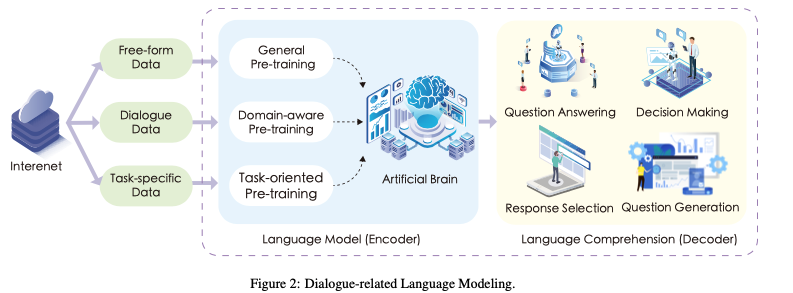 Free-form
Data
Dialogue
Data
Task-specific
Data
Interenet
General
Pre-training
Domain-aware
Pre-training
Task-oriented
Pre-training
Artificial Brain
Language Model (Encoder)
Question Answering
Decision Making
Response Selection
Question Generation
Language Comprehension (Decoder)
Figure 2: Dialogue-related Language Modeling.